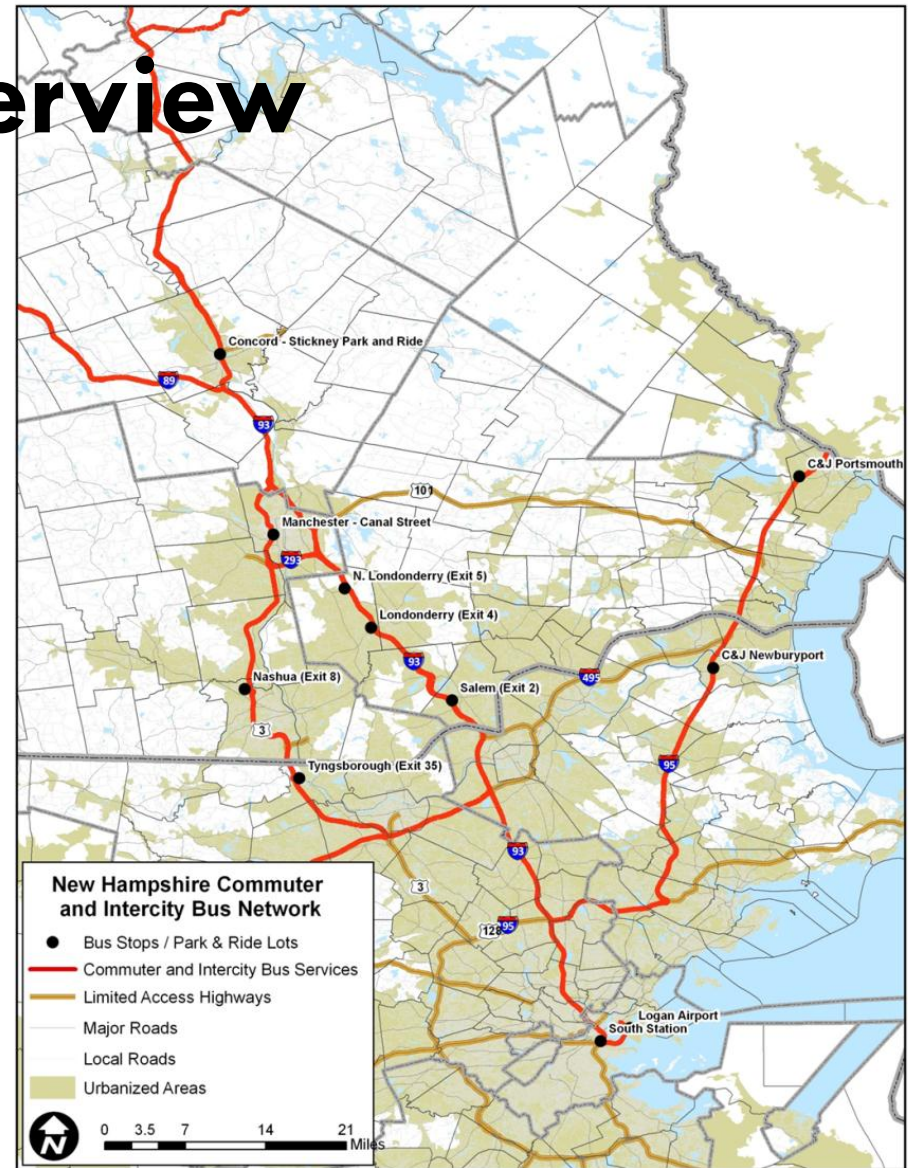 erview
Concord - Stickney Park and Ride
89
93
C&J Portsmouth
101
Manchester - Canal Street
293
N. Londonderry (Exit 5)
Londonderry (Exit 4)
93
C&J Newburyport
495
Nashua (Exit 8)
Salem (Exit 2)
3
95
Tyngsborough (Exit 35)
93
3
128
95
Logan Airport
South Station
New Hampshire Commuter
and Intercity Bus Network
Bus Stops / Park & Ride Lots
Commuter and Intercity Bus Services
Limited Access Highways
Major Roads
Local Roads
Urbanized Areas
N
0 3.5 7 14 21
Miles